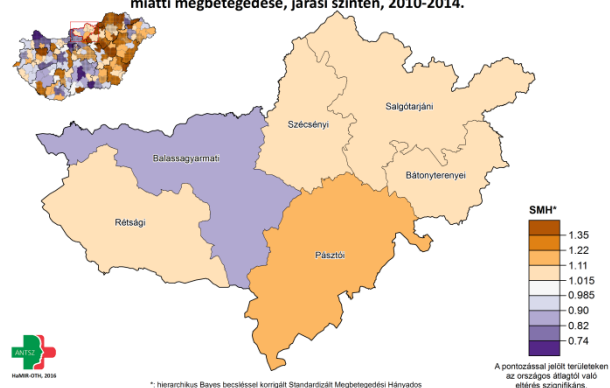 miatti megbetegedése, járási szinten, 2010-2014.
Salgótarjáni
Szécsényi
Balassagyarmati
Bátonyterenyei
Rétsági
Pásztói
SMH*
1.35
1.22
1.11
1.015
0.985
0.90
0.82
0.74
ANTSZ
HaMIR-OTH, 2016
A pontozással jelölt területeken
az országos átlagtól való
eltérés szignifikáns
*: hierarchikus Bayes becsléssel korrigált Standardizált Megbetegedési Hányados